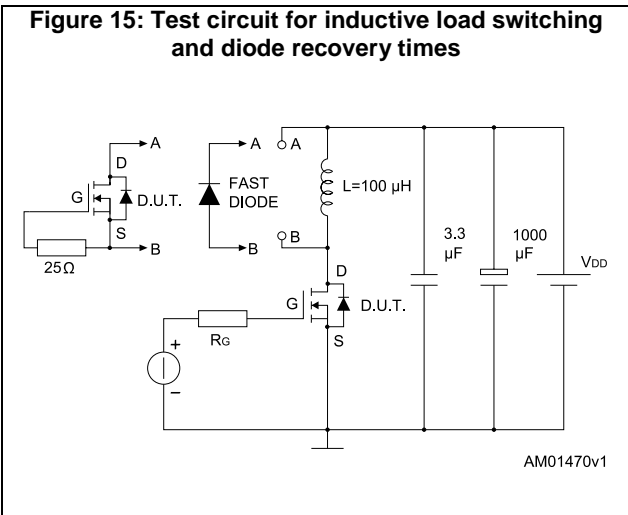 Figure 15: Test circuit for inductive load switching
and diode recovery times
A
D
G
D.U.T.
S
B
25Ω
A
FAST
DIODE
B
A
L=100 µH
B
D
G
D.U.T.
S
RG
+
–
3.3
µF
1000
µF
VDD
AM01470v1